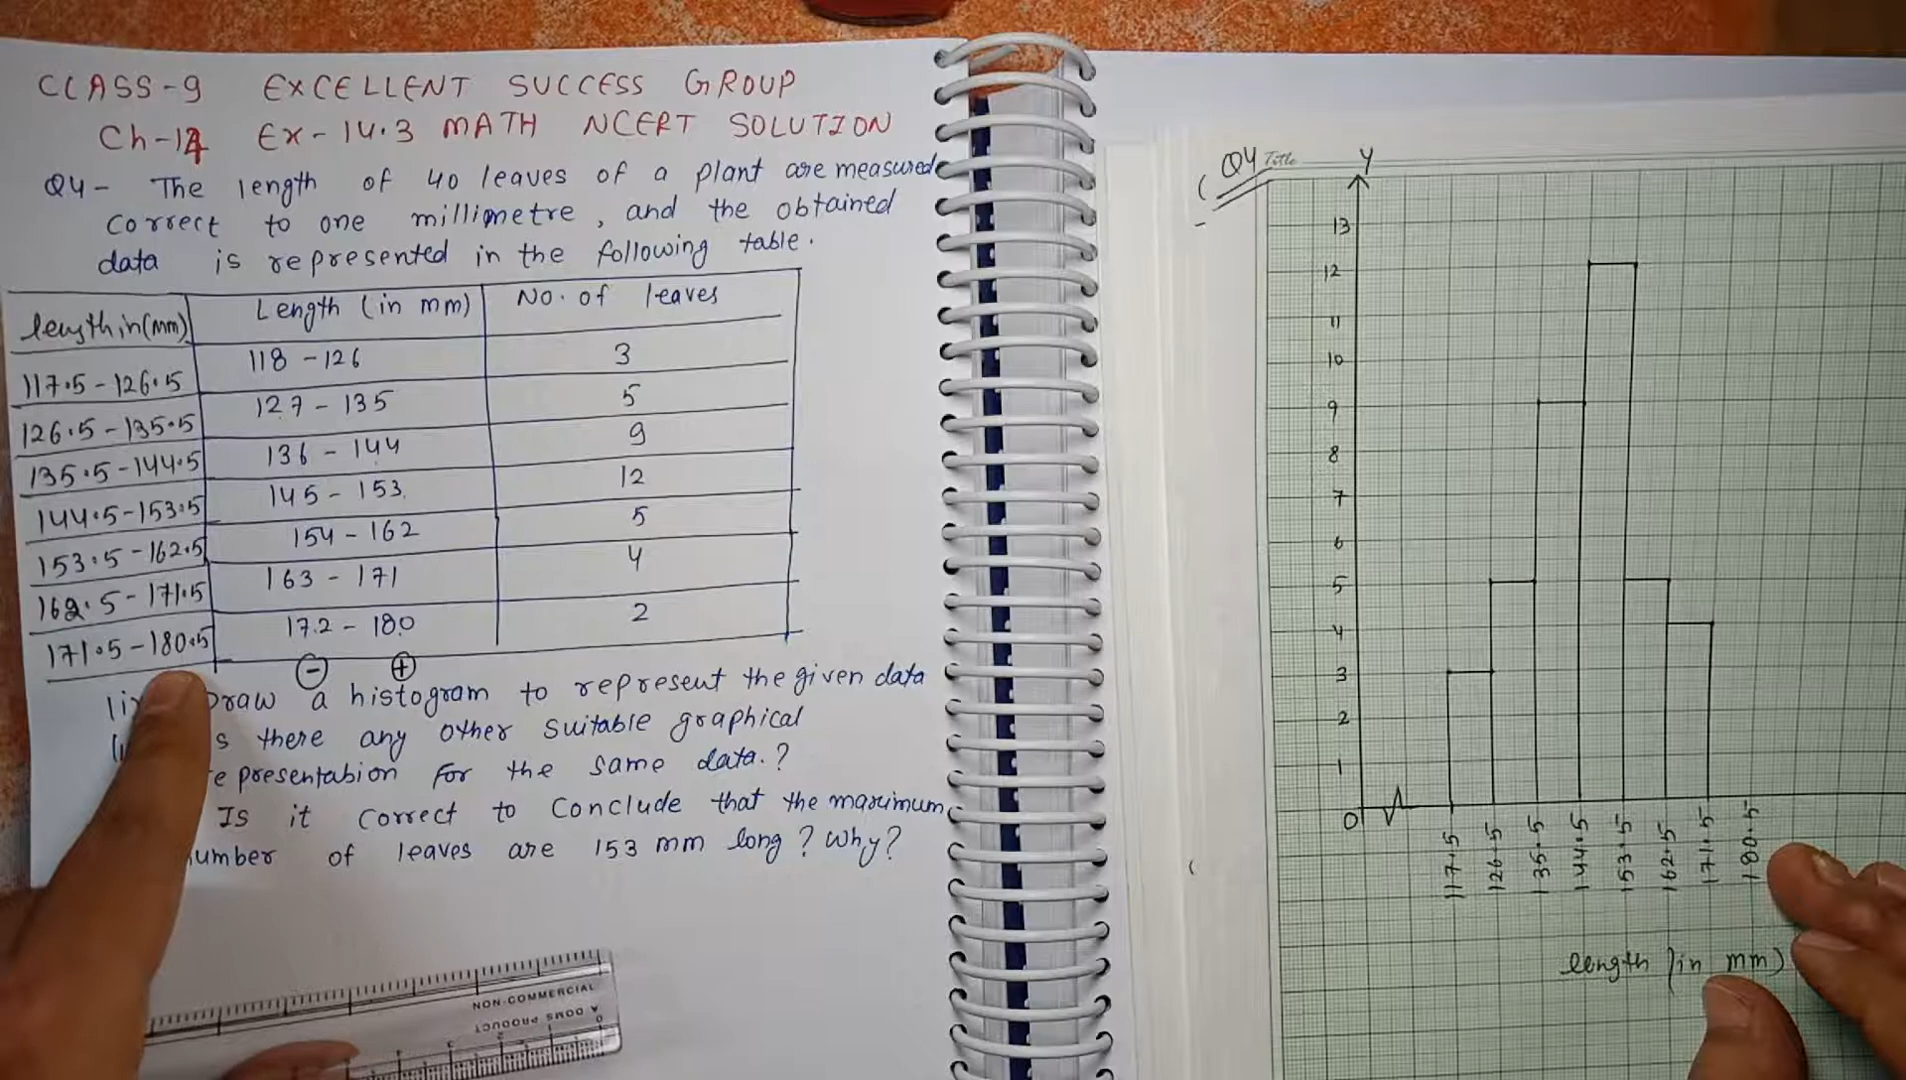 CLASS-9 EXCELLENT SUCCESS GROUP
Ch-14 Ex-14.3 MATH NCERT SOLUTION
Q4- The length of 40 leaves of a plant are measured
correct to one millimetre, and the obtained
data is represented in the following table.
length in (mm) Length (in mm) No. of leaves
117.5-126.5 118-126 3
126.5-135.5 127-135 5
135.5-144.5 136-144 9
144.5-153.5 145-153 12
153.5-162.5 154-162 5
162.5-171.5 163-171 4
171.5-180.5 17.2-180 2
- +
Draw a histogram to represent the given data
s there any other suitable graphical
epresentabion for the same data.?
Is it correct to conclude that the maximum
umber of leaves are 153 mm long? Why?
NON-COMMERCIAL
A DOMS PRODUCT
Q4 Title Y
13
12
11
10
9
8
7
6
5
4
3
2
1
0
117.5 126.5 135.5 144.5 153.5 162.5 171.5 180.5
length (in mm)